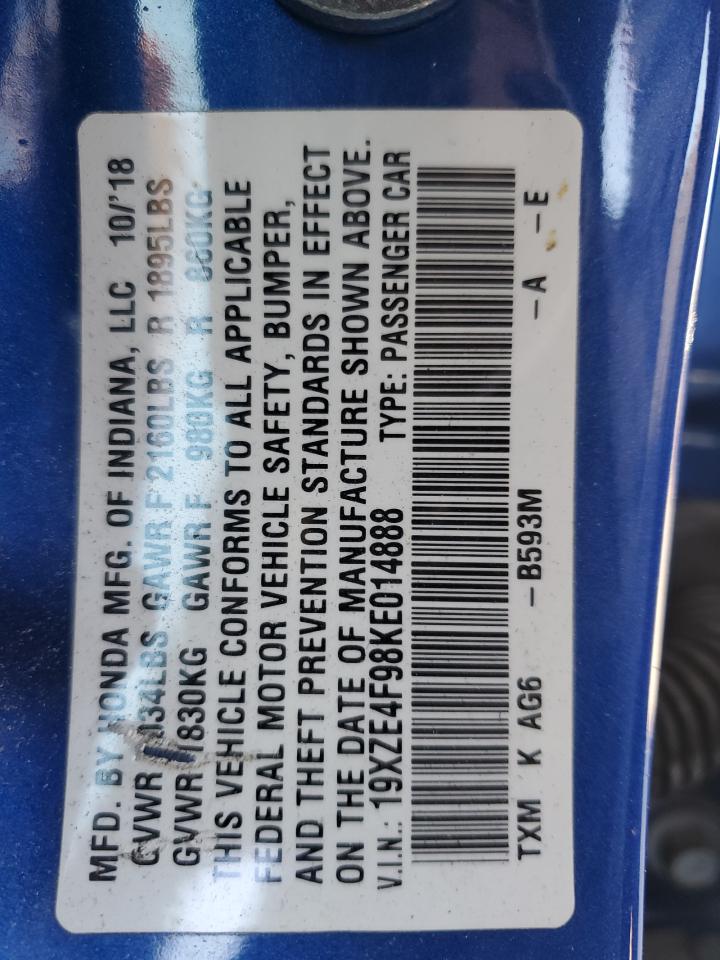 MFD. BY HONDA MFG. OF INDIANA, LLC 10/'18
GVWR 4034LBS GAWR F 2160LBS R 1895LBS
GVWR 1830KG GAWR F 980KG R 860KG
THIS VEHICLE CONFORMS TO ALL APPLICABLE
FEDERAL MOTOR VEHICLE SAFETY, BUMPER,
AND THEFT PREVENTION STANDARDS IN EFFECT
ON THE DATE OF MANUFACTURE SHOWN ABOVE.
V.I.N.: 19XZE4F98KE014888 TYPE: PASSENGER CAR
TXM K AG6 -B593M -A -E